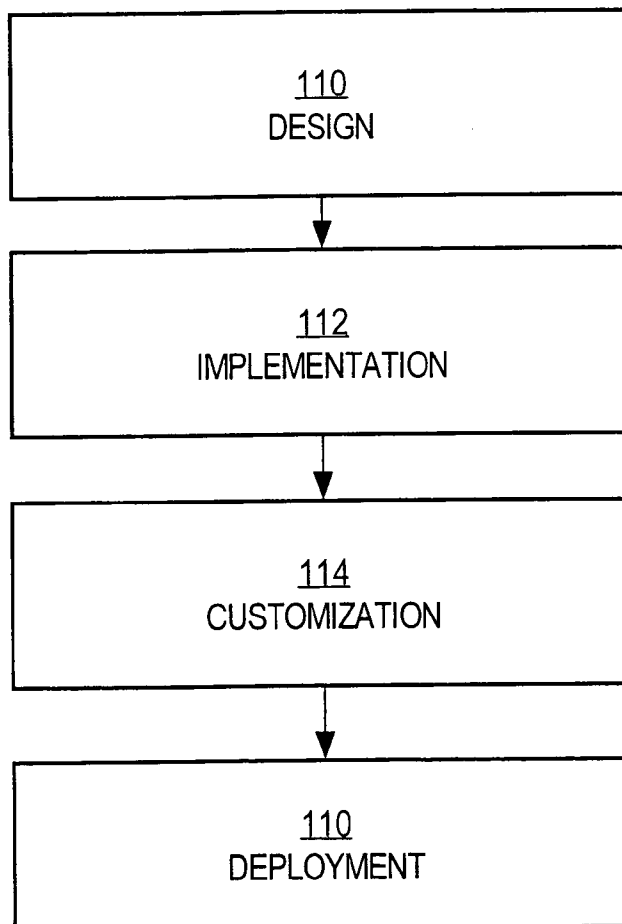 110
DESIGN
112
IMPLEMENTATION
114
CUSTOMIZATION
110
DEPLOYMENT